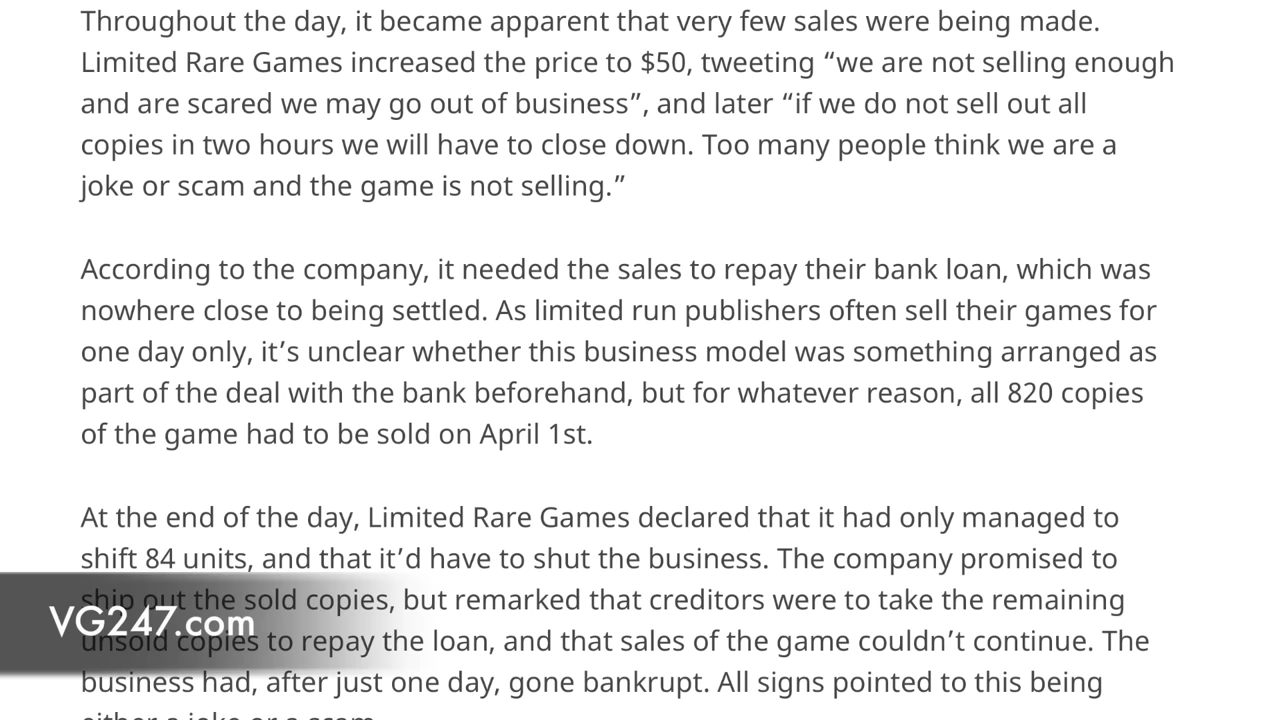 Throughout the day, it became apparent that very few sales were being made.
Limited Rare Games increased the price to $50, tweeting “we are not selling enough
and are scared we may go out of business”, and later “if we do not sell out all
copies in two hours we will have to close down. Too many people think we are a
joke or scam and the game is not selling.”
According to the company, it needed the sales to repay their bank loan, which was
nowhere close to being settled. As limited run publishers often sell their games for
one day only, it’s unclear whether this business model was something arranged as
part of the deal with the bank beforehand, but for whatever reason, all 820 copies
of the game had to be sold on April 1st.
At the end of the day, Limited Rare Games declared that it had only managed to
shift 84 units, and that it’d have to shut the business. The company promised to
ship out the sold copies, but remarked that creditors were to take the remaining
unsold copies to repay the loan, and that sales of the game couldn’t continue. The
business had, after just one day, gone bankrupt. All signs pointed to this being
either a joke or a scam.
VG247.com